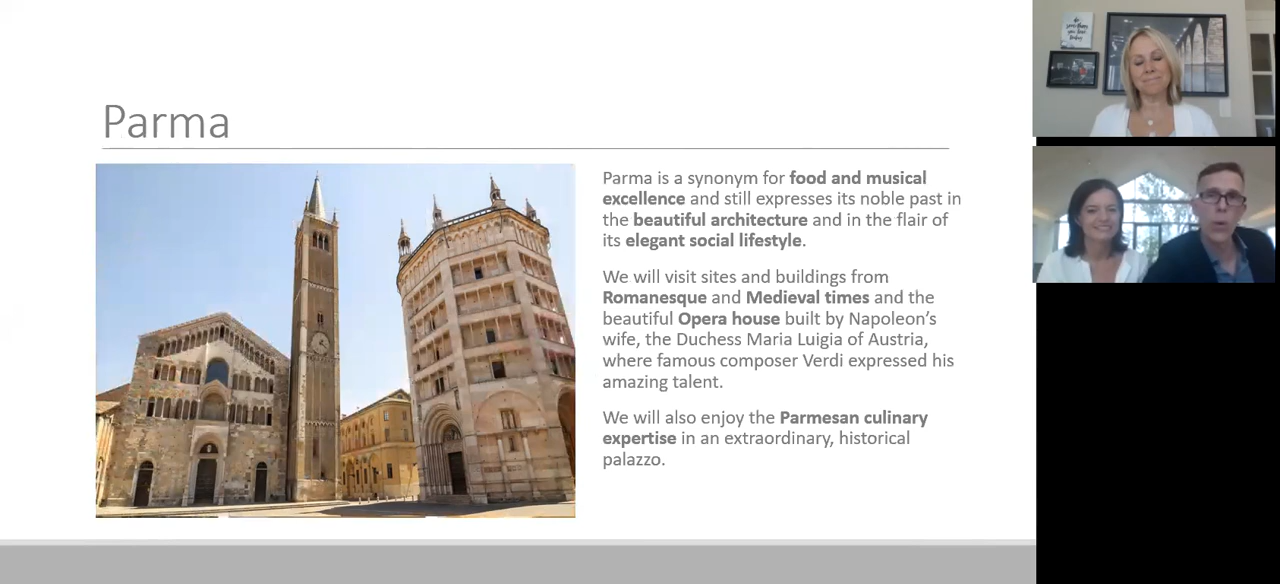 Parma
Parma is a synonym for food and musical
excellence and still expresses its noble past in
the beautiful architecture and in the flair of
its elegant social lifestyle.
We will visit sites and buildings from
Romanesque and Medieval times and the
beautiful Opera house built by Napoleon’s
wife, the Duchess Maria Luigia of Austria,
where famous composer Verdi expressed his
amazing talent.
We will also enjoy the Parmesan culinary
expertise in an extraordinary, historical
palazzo.